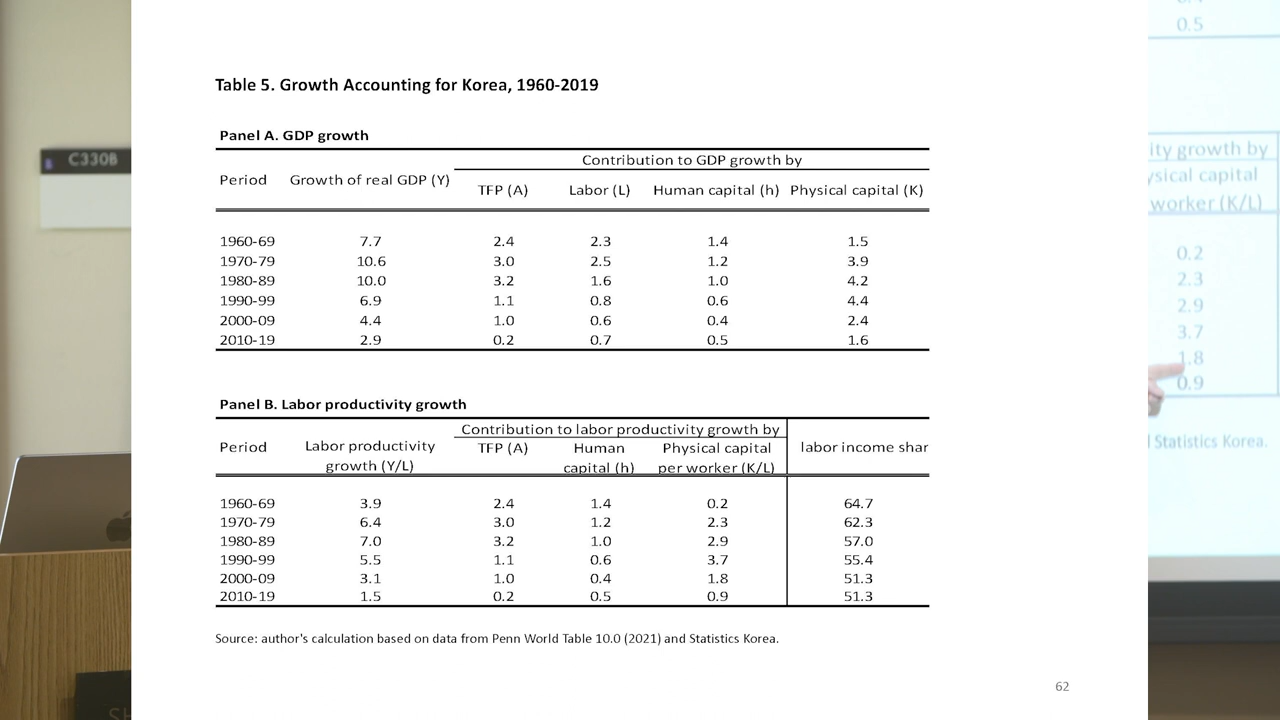 Table 5. Growth Accounting for Korea, 1960-2019
Panel A. GDP growth
Contribution to GDP growth by
Period Growth of real GDP (Y) TFP (A) Labor (L) Human capital (h) Physical capital (K)
1960-69 7.7 2.4 2.3 1.4 1.5
1970-79 10.6 3.0 2.5 1.2 3.9
1980-89 10.0 3.2 1.6 1.0 4.2
1990-99 6.9 1.1 0.8 0.6 4.4
2000-09 4.4 1.0 0.6 0.4 2.4
2010-19 2.9 0.2 0.7 0.5 1.6
Panel B. Labor productivity growth
Contribution to labor productivity growth by
Period Labor productivity TFP (A) Human Physical capital labor income shar
growth (Y/L) capital (h) per worker (K/L)
1960-69 3.9 2.4 1.4 0.2 64.7
1970-79 6.4 3.0 1.2 2.3 62.3
1980-89 7.0 3.2 1.0 2.9 57.0
1990-99 5.5 1.1 0.6 3.7 55.4
2000-09 3.1 1.0 0.4 1.8 51.3
2010-19 1.5 0.2 0.5 0.9 51.3
Source: author's calculation based on data from Penn World Table 10.0 (2021) and Statistics Korea.
62
C330B
0.5
ity growth by
ysical capital
worker (K/L)
0.2
2.3
2.9
3.7
1.8
0.9
Statistics Korea.